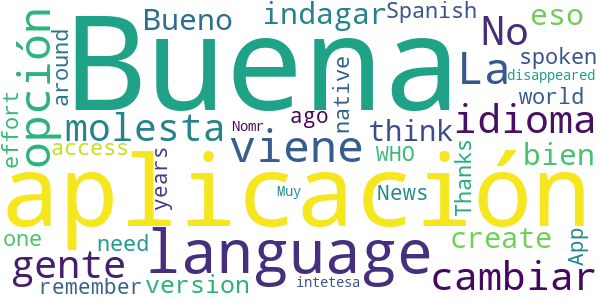 Buena
aplicación
language
Bueno
indagar
Spanish
eso
No
opción
around
molesta
La
spoken
disappeared
world
native
ago
Nomr
think
idioma
effort
access
years
viene
WHO
Thanks
bien
Muy
News
one
need
create
App
gente
remember
version
intetesa
cambiar